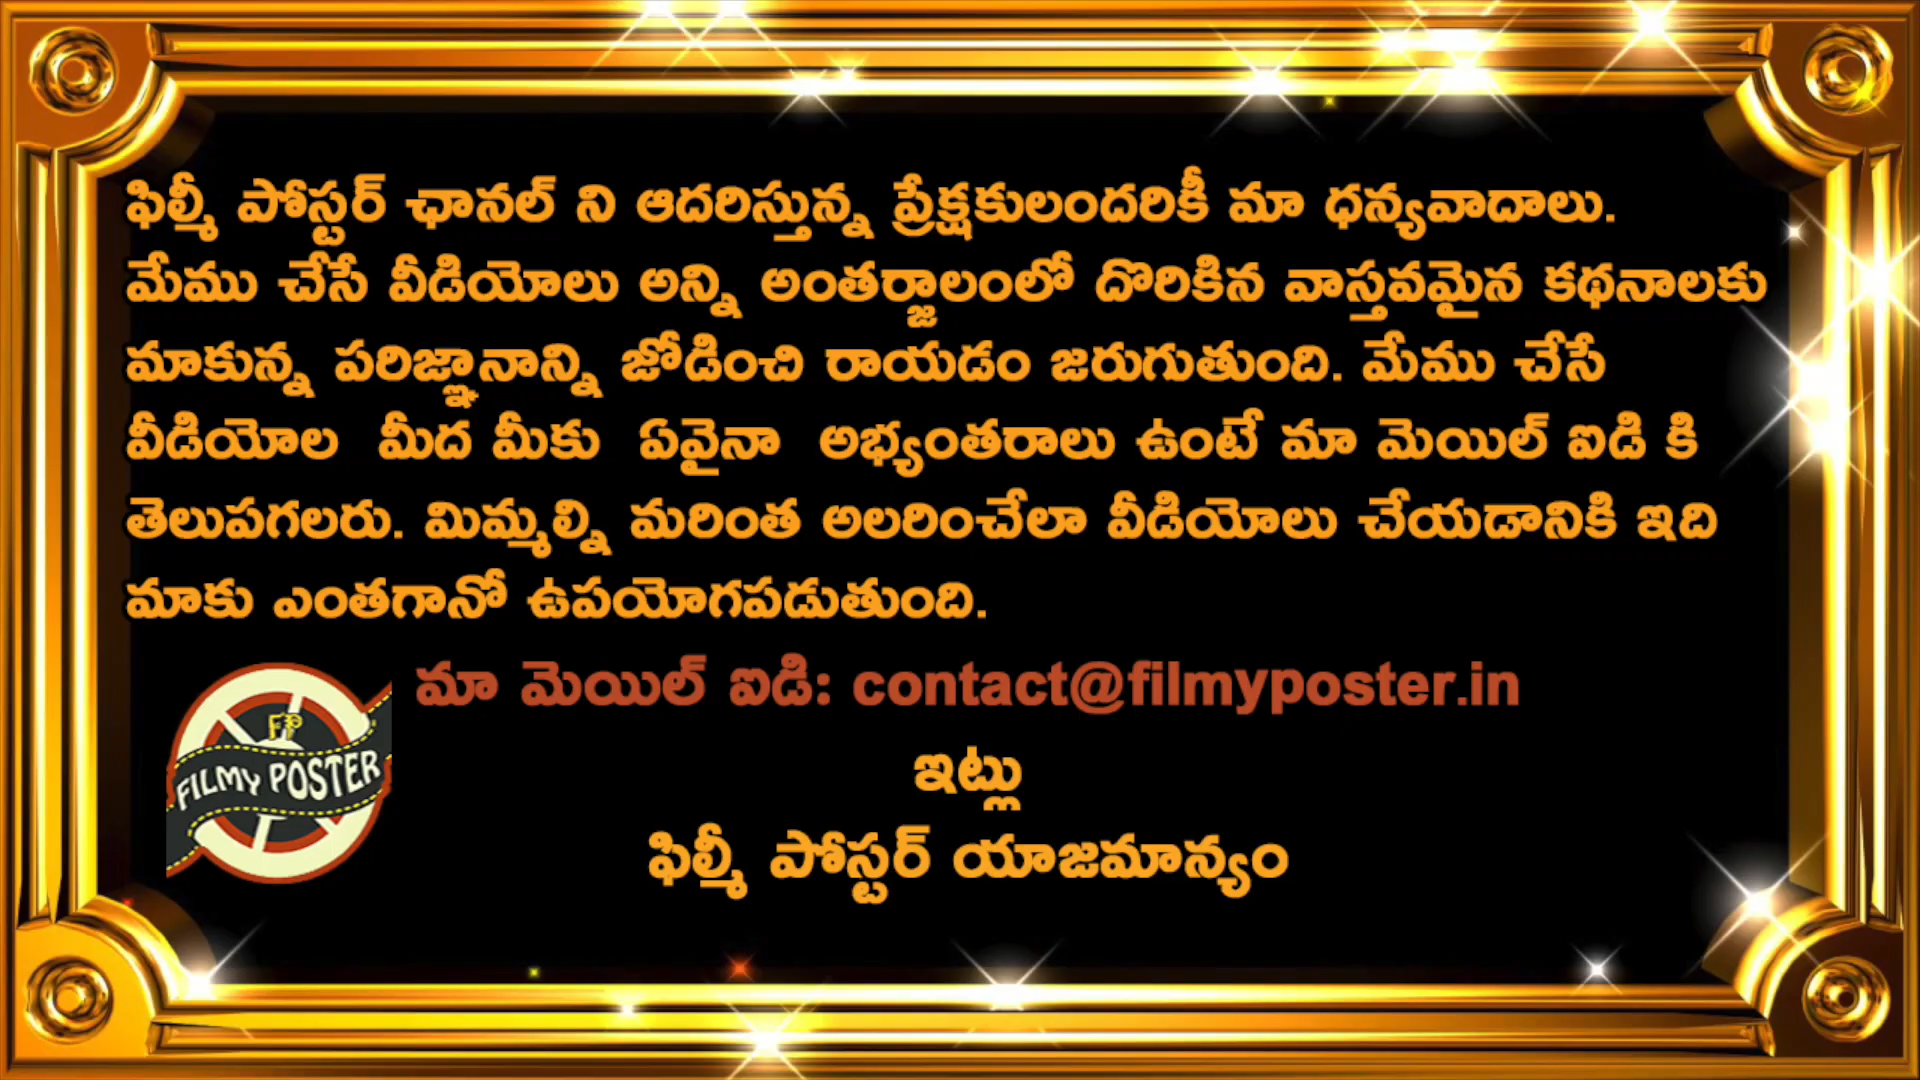 ఫిల్మీ పోస్టర్ ఛానల్ ని ఆదరిస్తున్న ప్రేక్షకులందరికీ మా ధన్యవాదాలు.
మేము చేసే వీడియోలు అన్ని అంతర్జాలంలో దొరికిన వాస్తవమైన కథనాలకు
మాకున్న పరిజ్ఞానాన్ని జోడించి రాయడం జరుగుతుంది. మేము చేసే
వీడియోల మీద మీకు ఏవైనా అభ్యంతరాలు ఉంటే మా మెయిల్ ఐడి కి
తెలుపగలరు. మిమ్మల్ని మరింత అలరించేలా వీడియోలు చేయడానికి ఇది
మాకు ఎంతగానో ఉపయోగపడుతుంది.
మా మెయిల్ ఐడి: contact@filmyposter.in
FP
FILMY POSTER
ఇట్లు
ఫిల్మీ పోస్టర్ యాజమాన్యం